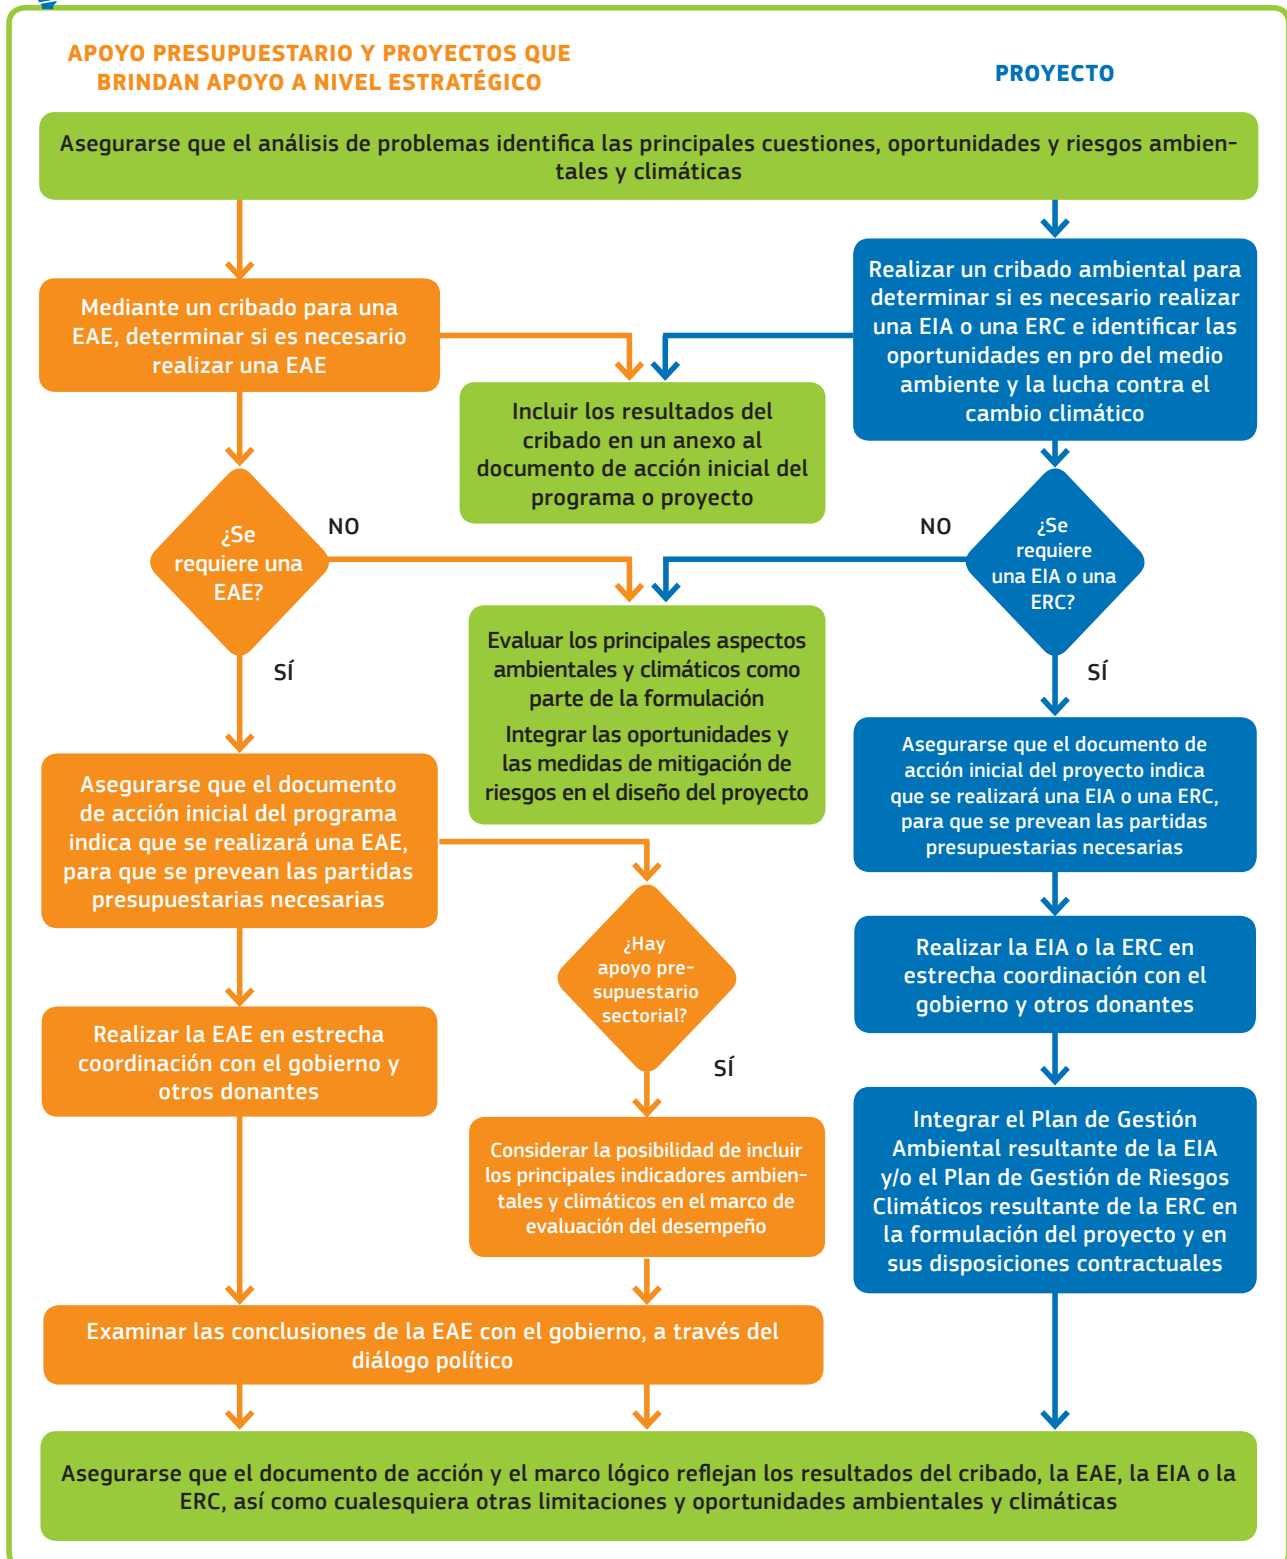 APOYO PRESUPUESTARIO Y PROYECTOS QUE
BRINDAN APOYO A NIVEL ESTRATÉGICO
PROYECTO
Asegurarse que el análisis de problemas identifica las principales cuestiones, oportunidades y riesgos ambien-
tales y climáticas
Mediante un cribado para una
EAE, determinar si es necesario
realizar una EAE
Realizar un cribado ambiental para
determinar si es necesario realizar
una EIA o una ERC e identificar las
oportunidades en pro del medio
ambiente y la lucha contra el
cambio climático
Incluir los resultados del
cribado en un anexo al
documento de acción inicial del
programa o proyecto
¿Se
requiere una
EAE?
NO
SÍ
NO
¿Se
requiere
una EIA o una
ERC?
SÍ
Evaluar los principales aspectos
ambientales y climáticos como
parte de la formulación
Integrar las oportunidades y
las medidas de mitigación de
riesgos en el diseño del proyecto
Asegurarse que el documento
de acción inicial del programa
indica que se realizará una EAE,
para que se prevean las partidas
presupuestarias necesarias
Asegurarse que el documento de
acción inicial del proyecto indica
que se realizará una EIA o una ERC,
para que se prevean las partidas
presupuestarias necesarias
¿Hay
apoyo pre-
supuestario
sectorial?
SÍ
Realizar la EAE en estrecha
coordinación con el gobierno y
otros donantes
Realizar la EIA o la ERC en
estrecha coordinación con el
gobierno y otros donantes
Considerar la posibilidad de incluir
los principales indicadores ambien-
tales y climáticos en el marco de
evaluación del desempeño
Integrar el Plan de Gestión
Ambiental resultante de la EIA
y/o el Plan de Gestión de Riesgos
Climáticos resultante de la ERC en
la formulación del proyecto y en
sus disposiciones contractuales
Examinar las conclusiones de la EAE con el gobierno, a través del
diálogo político
Asegurarse que el documento de acción y el marco lógico reflejan los resultados del cribado, la EAE, la EIA o la
ERC, así como cualesquiera otras limitaciones y oportunidades ambientales y climáticas